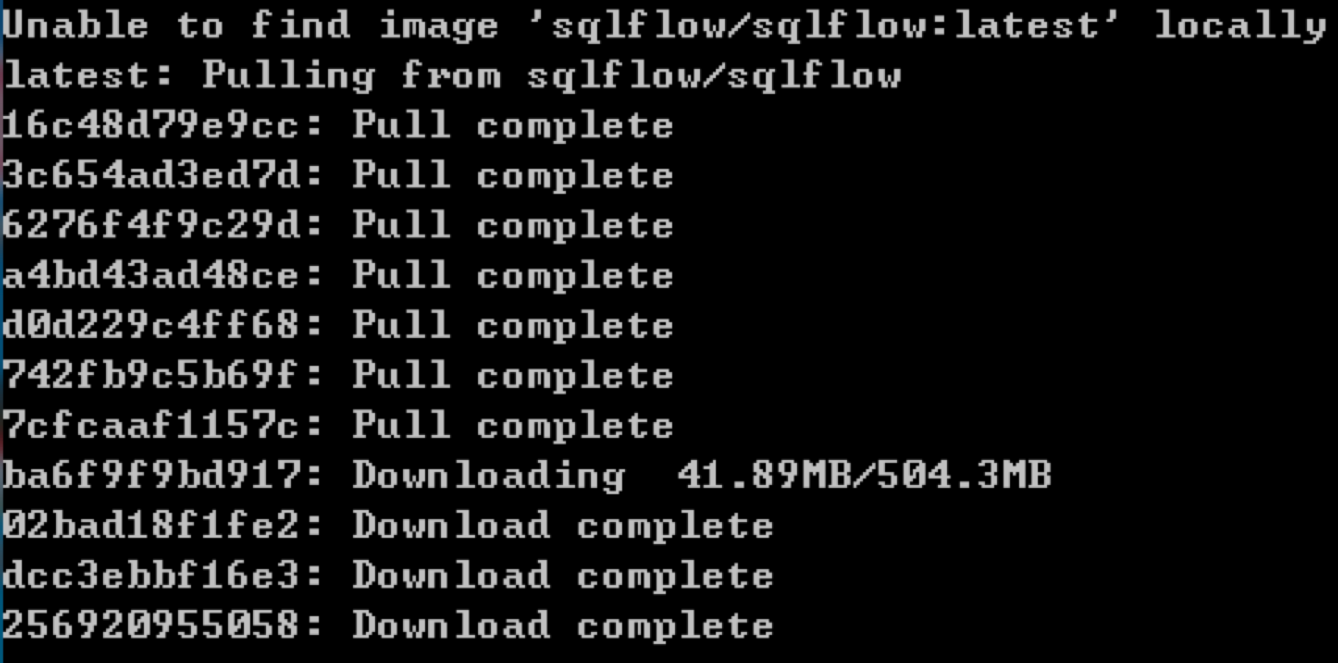 Unable to find image 'sqlflow/sqlflow:latest' locally
latest: Pulling from sqlflow/sqlflow
16c48d79e9cc: Pull complete
3c654ad3ed7d: Pull complete
6276f4f9c29d: Pull complete
a4bd43ad48ce: Pull complete
d0d229c4ff68: Pull complete
742fb9c5b69f: Pull complete
7cfcaaf1157c: Pull complete
ba6f9f9bd917: Downloading  41.89MB/504.3MB
02bad18f1fe2: Download complete
dcc3ebbf16e3: Download complete
256920955058: Download complete